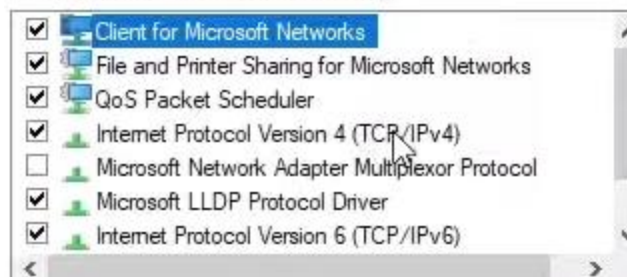 Client for Microsoft Networks
File and Printer Sharing for Microsoft Networks
QoS Packet Scheduler
Internet Protocol Version 4 (TCP/IPv4)
Microsoft Network Adapter Multiplexor Protocol
Microsoft LLDP Protocol Driver
Internet Protocol Version 6 (TCP/IPv6)